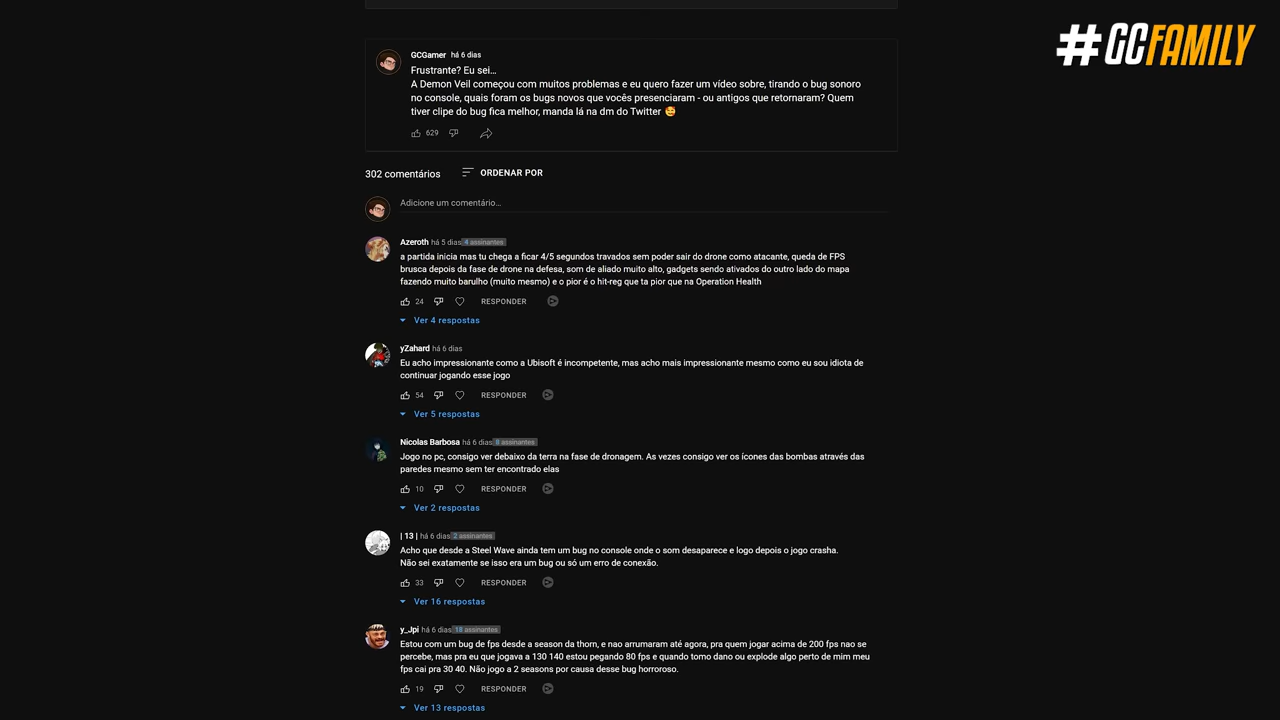 #GCFAMILY
GCGamer há 6 dias
Frustrante? Eu sei...
A Demon Veil começou com muitos problemas e eu quero fazer um vídeo sobre, tirando o bug sonoro
no console, quais foram os bugs novos que vocês presenciaram - ou antigos que retornaram? Quem
tiver clipe do bug fica melhor, manda lá na dm do Twitter 🥰
629
302 comentários ORDENAR POR
Adicione um comentário...
Azeroth há 5 dias 4 assinantes
a partida inicia mas tu chega a ficar 4/5 segundos travados sem poder sair do drone como atacante, queda de FPS
brusca depois da fase de drone na defesa, som de aliado muito alto, gadgets sendo ativados do outro lado do mapa
fazendo muito barulho (muito mesmo) e o pior é o hit-reg que ta pior que na Operation Health
24 RESPONDER
Ver 4 respostas
yZahard há 6 dias
Eu acho impressionante como a Ubisoft é incompetente, mas acho mais impressionante mesmo como eu sou idiota de
continuar jogando esse jogo
54 RESPONDER
Ver 5 respostas
Nicolas Barbosa há 6 dias 8 assinantes
Jogo no pc, consigo ver debaixo da terra na fase de dronagem. As vezes consigo ver os ícones das bombas através das
paredes mesmo sem ter encontrado elas
10 RESPONDER
Ver 2 respostas
| 13 | há 6 dias 2 assinantes
Acho que desde a Steel Wave ainda tem um bug no console onde o som desaparece e logo depois o jogo crasha.
Não sei exatamente se isso era um bug ou só um erro de conexão.
33 RESPONDER
Ver 16 respostas
y_Jpi há 6 dias 18 assinantes
Estou com um bug de fps desde a season da thorn, e nao arrumaram até agora, pra quem jogar acima de 200 fps nao se
percebe, mas pra eu que jogava a 130 140 estou pegando 80 fps e quando tomo dano ou explode algo perto de mim meu
fps cai pra 30 40. Não jogo a 2 seasons por causa desse bug horroroso.
19 RESPONDER
Ver 13 respostas